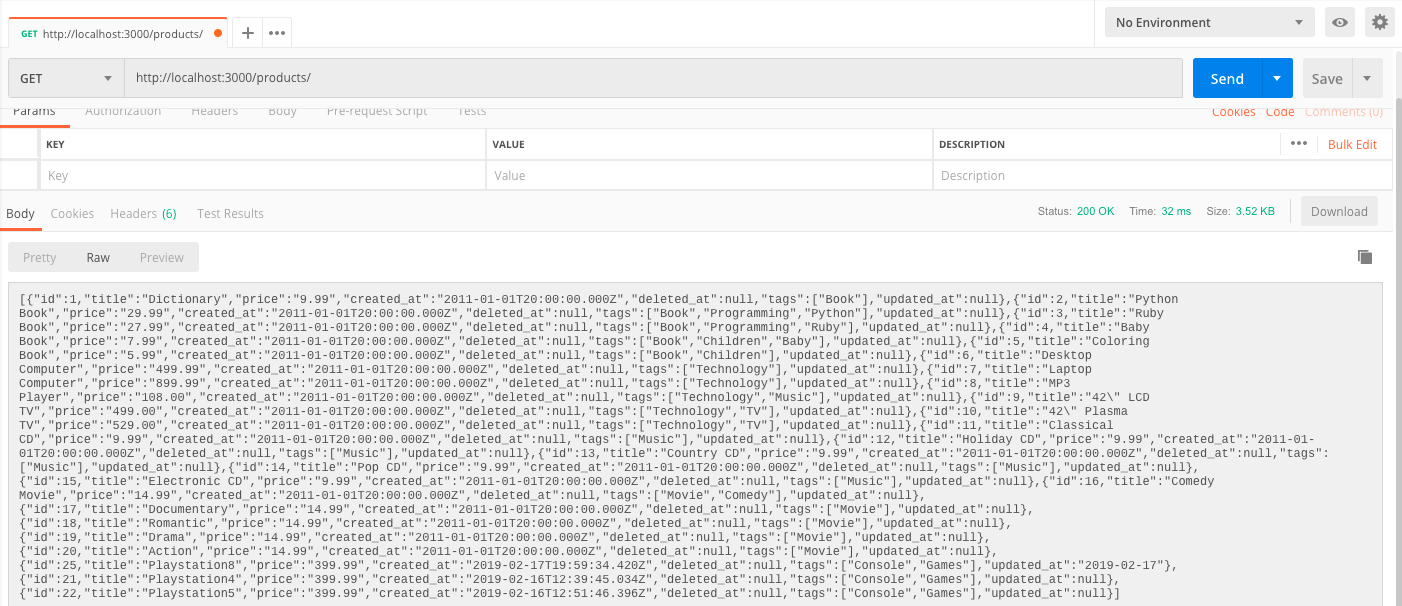 GET http://localhost:3000/products/
No Environment
GET http://localhost:3000/products/ Send Save
Params Authorization Headers Body Pre-request Script Tests Cookies Code Comments (0)
KEY VALUE DESCRIPTION Bulk Edit
Key Value Description
Body Cookies Headers (6) Test Results Status: 200 OK Time: 32 ms Size: 3.52 KB Download
Pretty Raw Preview
[{"id":1,"title":"Dictionary","price":"9.99","created_at":"2011-01-01T20:00:00.000Z","deleted_at":null,"tags":["Book"],"updated_at":null},{"id":2,"title":"Python
Book","price":"29.99","created_at":"2011-01-01T20:00:00.000Z","deleted_at":null,"tags":["Book","Programming","Python"],"updated_at":null},{"id":3,"title":"Ruby
Book","price":"27.99","created_at":"2011-01-01T20:00:00.000Z","deleted_at":null,"tags":["Book","Programming","Ruby"],"updated_at":null},{"id":4,"title":"Baby
Book","price":"7.99","created_at":"2011-01-01T20:00:00.000Z","deleted_at":null,"tags":["Book","Children","Baby"],"updated_at":null},{"id":5,"title":"Coloring
Book","price":"5.99","created_at":"2011-01-01T20:00:00.000Z","deleted_at":null,"tags":["Book","Children"],"updated_at":null},{"id":6,"title":"Desktop
Computer","price":"499.99","created_at":"2011-01-01T20:00:00.000Z","deleted_at":null,"tags":["Technology"],"updated_at":null},{"id":7,"title":"Laptop
Computer","price":"899.99","created_at":"2011-01-01T20:00:00.000Z","deleted_at":null,"tags":["Technology"],"updated_at":null},{"id":8,"title":"MP3
Player","price":"108.00","created_at":"2011-01-01T20:00:00.000Z","deleted_at":null,"tags":["Technology","Music"],"updated_at":null},{"id":9,"title":"42\" LCD
TV","price":"499.00","created_at":"2011-01-01T20:00:00.000Z","deleted_at":null,"tags":["Technology","TV"],"updated_at":null},{"id":10,"title":"42\" Plasma
TV","price":"529.00","created_at":"2011-01-01T20:00:00.000Z","deleted_at":null,"tags":["Technology","TV"],"updated_at":null},{"id":11,"title":"Classical
CD","price":"9.99","created_at":"2011-01-01T20:00:00.000Z","deleted_at":null,"tags":["Music"],"updated_at":null},{"id":12,"title":"Holiday CD","price":"9.99","created_at":"2011-01-
01T20:00:00.000Z","deleted_at":null,"tags":["Music"],"updated_at":null},{"id":13,"title":"Country CD","price":"9.99","created_at":"2011-01-01T20:00:00.000Z","deleted_at":null,"tags":
["Music"],"updated_at":null},{"id":14,"title":"Pop CD","price":"9.99","created_at":"2011-01-01T20:00:00.000Z","deleted_at":null,"tags":["Music"],"updated_at":null},
{"id":15,"title":"Electronic CD","price":"9.99","created_at":"2011-01-01T20:00:00.000Z","deleted_at":null,"tags":["Music"],"updated_at":null},{"id":16,"title":"Comedy
Movie","price":"14.99","created_at":"2011-01-01T20:00:00.000Z","deleted_at":null,"tags":["Movie","Comedy"],"updated_at":null},
{"id":17,"title":"Documentary","price":"14.99","created_at":"2011-01-01T20:00:00.000Z","deleted_at":null,"tags":["Movie"],"updated_at":null},
{"id":18,"title":"Romantic","price":"14.99","created_at":"2011-01-01T20:00:00.000Z","deleted_at":null,"tags":["Movie"],"updated_at":null},
{"id":19,"title":"Drama","price":"14.99","created_at":"2011-01-01T20:00:00.000Z","deleted_at":null,"tags":["Movie"],"updated_at":null},
{"id":20,"title":"Action","price":"14.99","created_at":"2011-01-01T20:00:00.000Z","deleted_at":null,"tags":["Movie"],"updated_at":null},
{"id":25,"title":"Playstation8","price":"399.99","created_at":"2019-02-17T19:59:34.420Z","deleted_at":null,"tags":["Console","Games"],"updated_at":"2019-02-17"},
{"id":21,"title":"Playstation4","price":"399.99","created_at":"2019-02-16T12:39:45.034Z","deleted_at":null,"tags":["Console","Games"],"updated_at":null},
{"id":22,"title":"Playstation5","price":"399.99","created_at":"2019-02-16T12:51:46.396Z","deleted_at":null,"tags":["Console","Games"],"updated_at":null}]